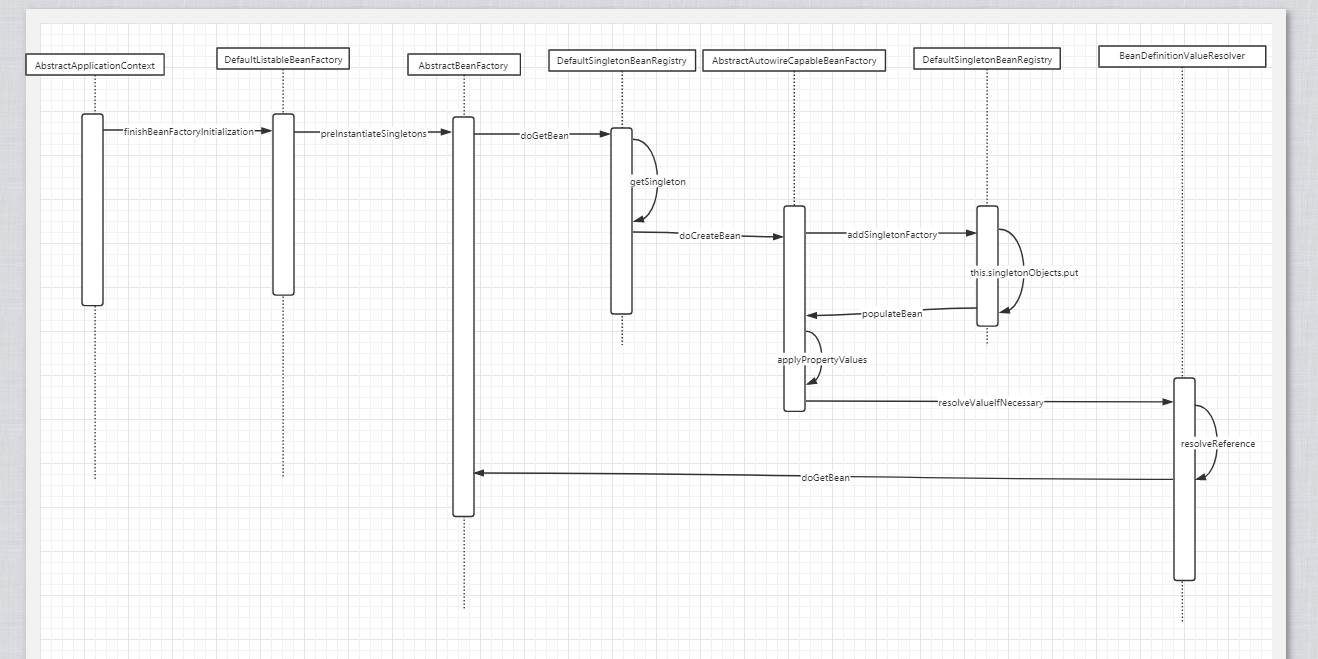 AbstractApplicationContext
DefaultListableBeanFactory
AbstractBeanFactory
DefaultSingletonBeanRegistry
AbstractAutowireCapableBeanFactory
DefaultSingletonBeanRegistry
BeanDefinitionValueResolver
finishBeanFactoryInitialization
preInstantiateSingletons
doGetBean
getSingleton
doCreateBean
addSingletonFactory
this.singletonObjects.put
populateBean
applyPropertyValues
resolveValueIfNecessary
resolveReference
doGetBean